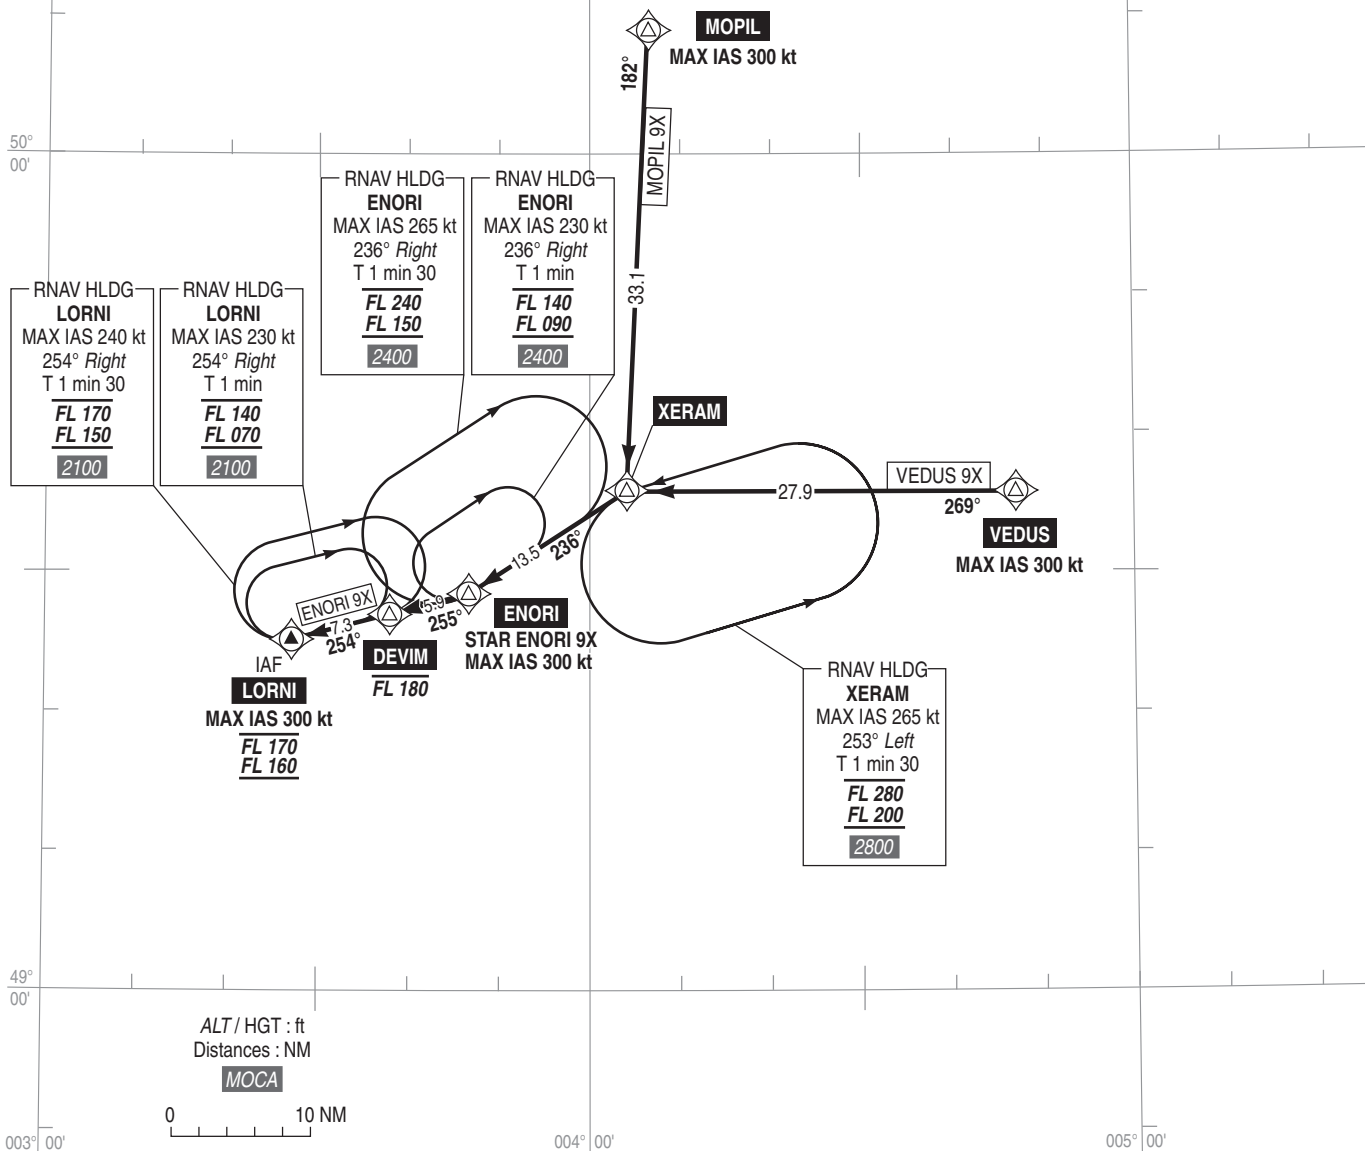 MOPIL
MAX IAS 300 kt
182°
MOPIL 9X
33.1
50°
00'
RNAV HLDG
ENORI
MAX IAS 265 kt
236° Right
T 1 min 30
FL 240
FL 150
2400
RNAV HLDG
ENORI
MAX IAS 230 kt
236° Right
T 1 min
FL 140
FL 090
2400
RNAV HLDG
LORNI
MAX IAS 240 kt
254° Right
T 1 min 30
FL 170
FL 150
2100
RNAV HLDG
LORNI
MAX IAS 230 kt
254° Right
T 1 min
FL 140
FL 070
2100
XERAM
VEDUS 9X
27.9
269°
VEDUS
MAX IAS 300 kt
13.5
236°
ENORI 9X
5.9
255°
7.3
254°
ENORI
STAR ENORI 9X
MAX IAS 300 kt
DEVIM
FL 180
IAF
LORNI
MAX IAS 300 kt
FL 170
FL 160
RNAV HLDG
XERAM
MAX IAS 265 kt
253° Left
T 1 min 30
FL 280
FL 200
2800
49°
00'
ALT / HGT : ft
Distances : NM
MOCA
0 10 NM
003° 00'
004° 00'
005° 00'